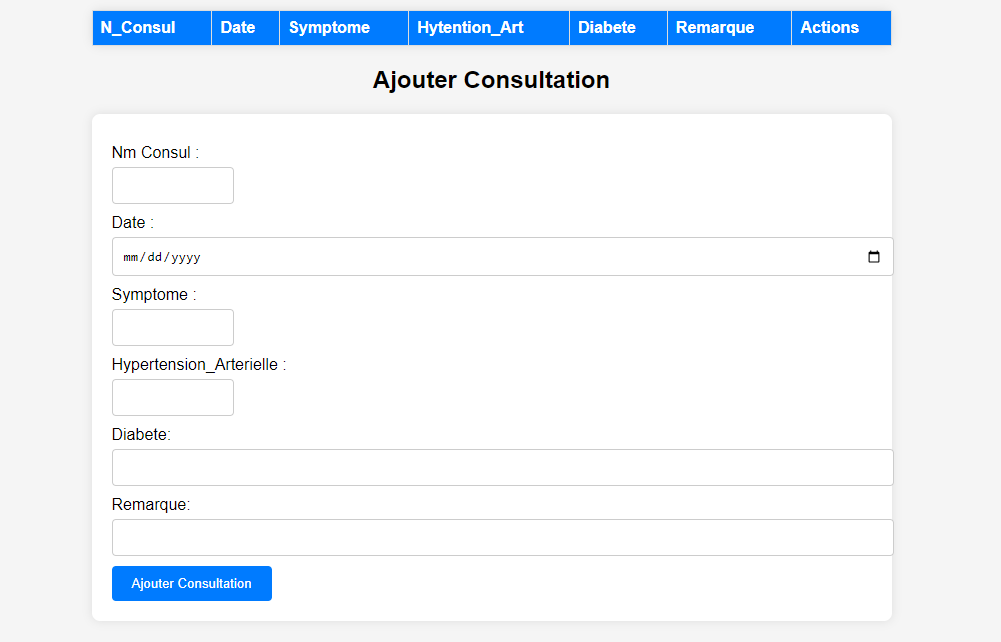 N_Consul Date Symptome Hytention_Art Diabete Remarque Actions
Ajouter Consultation
Nm Consul :
Date :
mm/dd/yyyy
Symptome :
Hypertension_Arterielle :
Diabete:
Remarque:
Ajouter Consultation